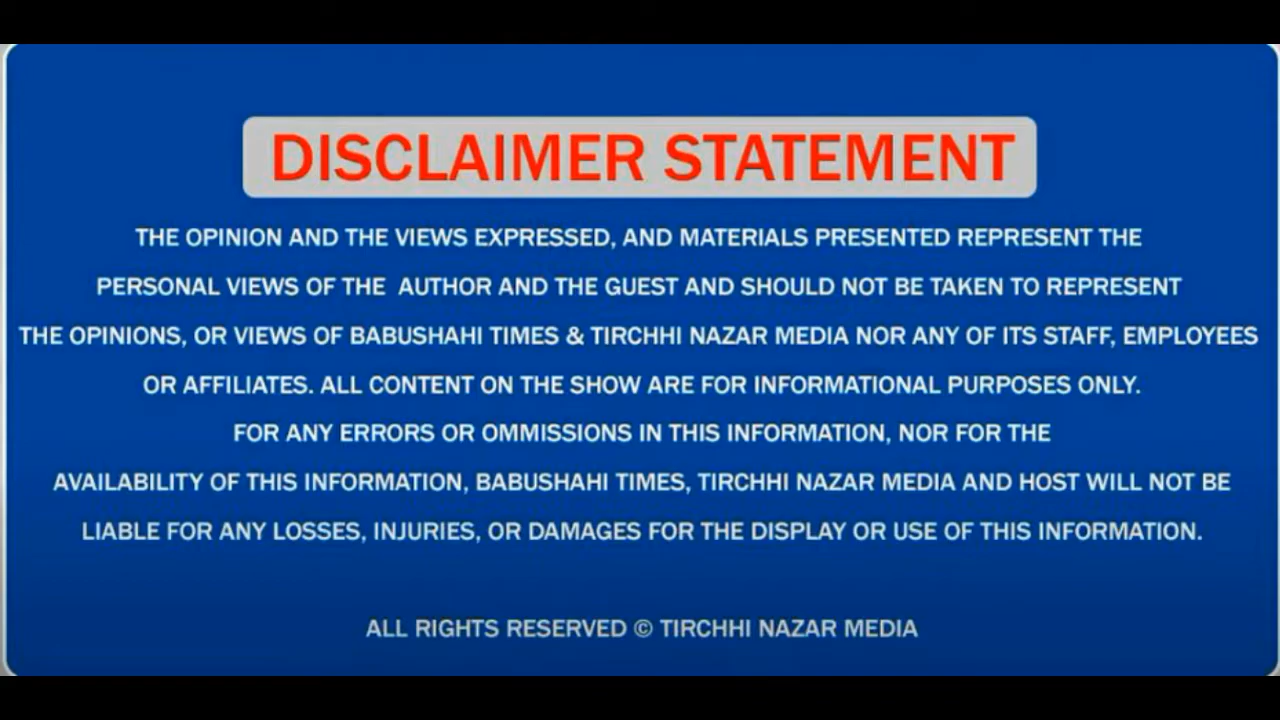 DISCLAIMER STATEMENT
THE OPINION AND THE VIEWS EXPRESSED, AND MATERIALS PRESENTED REPRESENT THE
PERSONAL VIEWS OF THE AUTHOR AND THE GUEST AND SHOULD NOT BE TAKEN TO REPRESENT
THE OPINIONS, OR VIEWS OF BABUSHAHI TIMES & TIRCHHI NAZAR MEDIA NOR ANY OF ITS STAFF, EMPLOYEES
OR AFFILIATES. ALL CONTENT ON THE SHOW ARE FOR INFORMATIONAL PURPOSES ONLY.
FOR ANY ERRORS OR OMMISSIONS IN THIS INFORMATION, NOR FOR THE
AVAILABILITY OF THIS INFORMATION, BABUSHAHI TIMES, TIRCHHI NAZAR MEDIA AND HOST WILL NOT BE
LIABLE FOR ANY LOSSES, INJURIES, OR DAMAGES FOR THE DISPLAY OR USE OF THIS INFORMATION.
ALL RIGHTS RESERVED © TIRCHHI NAZAR MEDIA